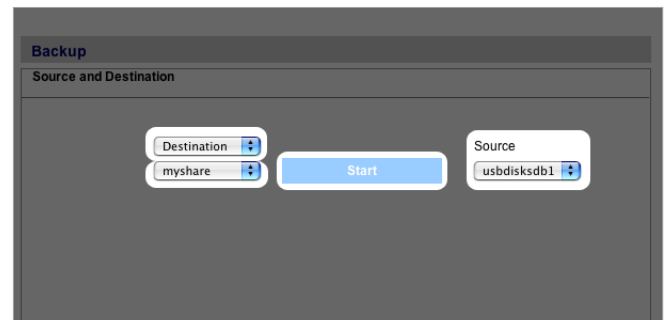 Backup
Source and Destination
Destination
myshare
Start
Source
usbdisksdb1